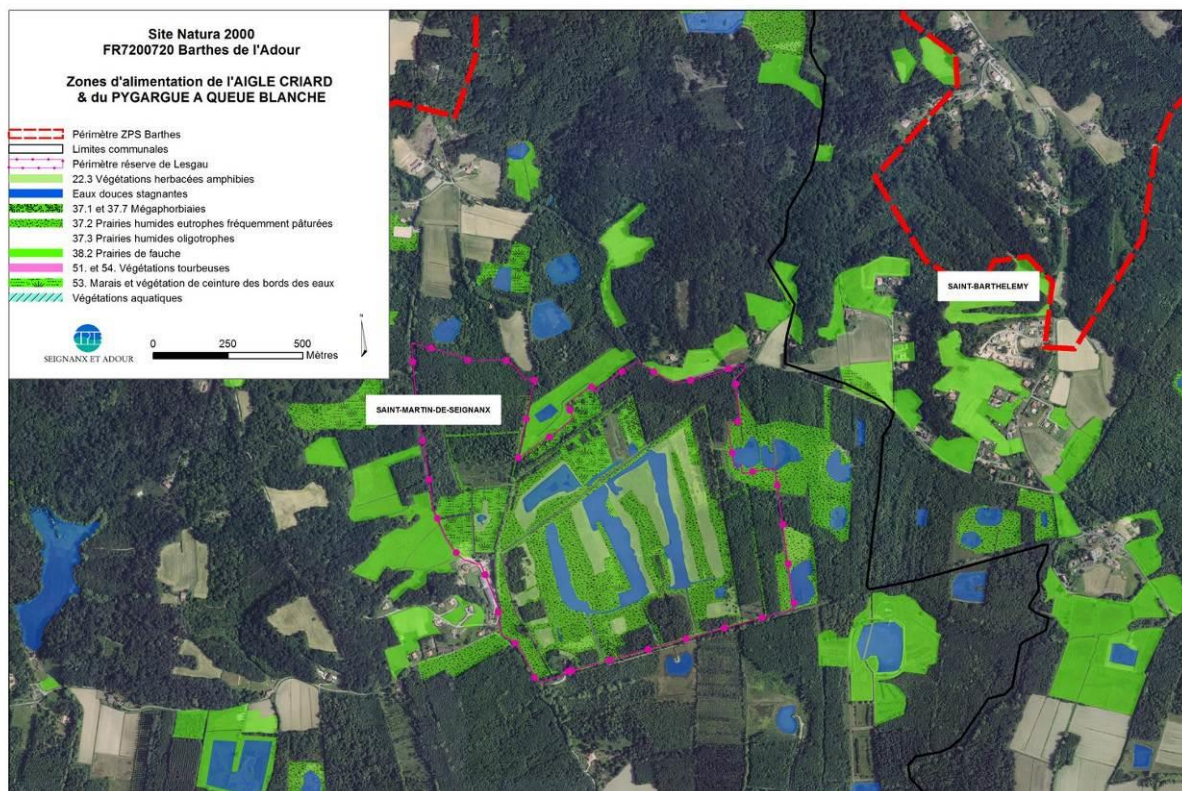 Site Natura 2000
FR7200720 Barthes de l'Adour
Zones d'alimentation de l'AIGLE CRIARD
& du PYGARGUE A QUEUE BLANCHE
Périmètre ZPS Barthes
Limites communales
Périmètre réserve de Lesgau
22.3 Végétations herbacées amphibies
Eaux douces stagnantes
37.1 et 37.7 Mégaphorbiaies
37.2 Prairies humides eutrophes fréquemment pâturées
37.3 Prairies humides oligotrophes
38.2 Prairies de fauche
51. et 54. Végétations tourbeuses
53. Marais et végétation de ceinture des bords des eaux
Végétations aquatiques
SEIGNANX ET ADOUR
0 250 500
Mètres
N
SAINT-BARTHELEMY
SAINT-MARTIN-DE-SEIGNANX